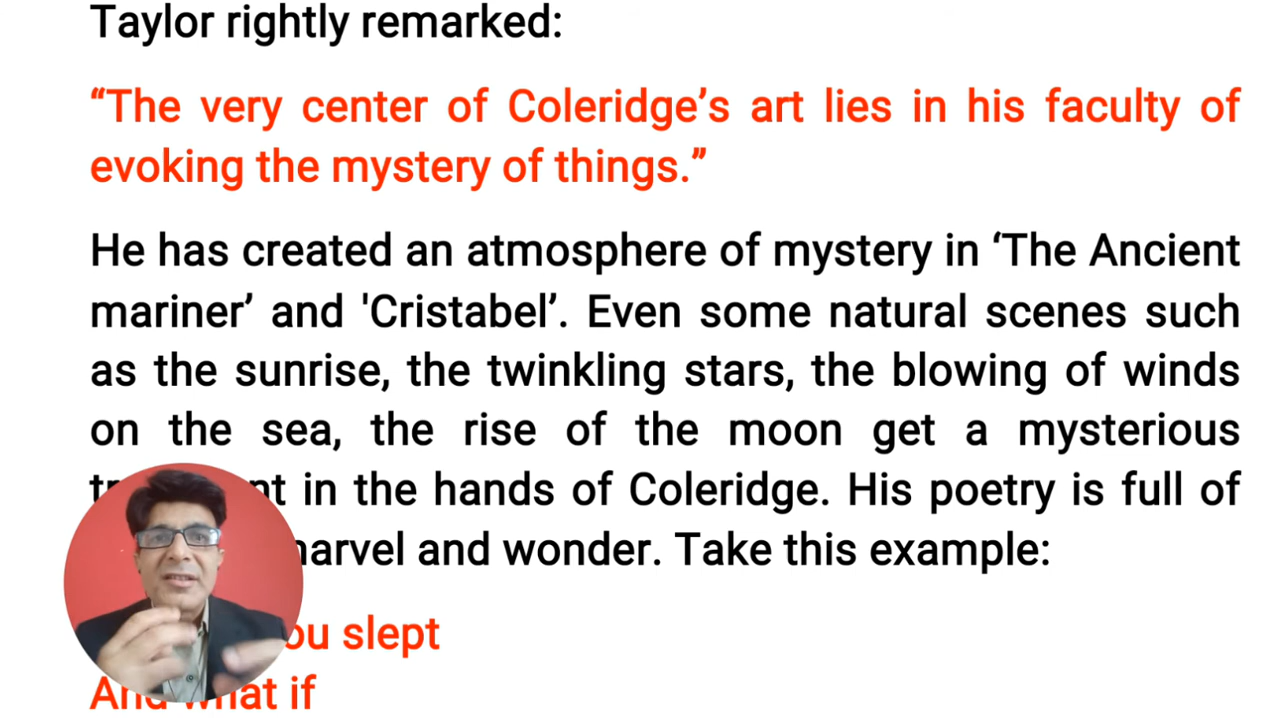 Taylor rightly remarked:
“The very center of Coleridge’s art lies in his faculty of
evoking the mystery of things.”
He has created an atmosphere of mystery in ‘The Ancient
mariner’ and 'Cristabel’. Even some natural scenes such
as the sunrise, the twinkling stars, the blowing of winds
on the sea, the rise of the moon get a mysterious
in the hands of Coleridge. His poetry is full of
and wonder. Take this example:
slept
if